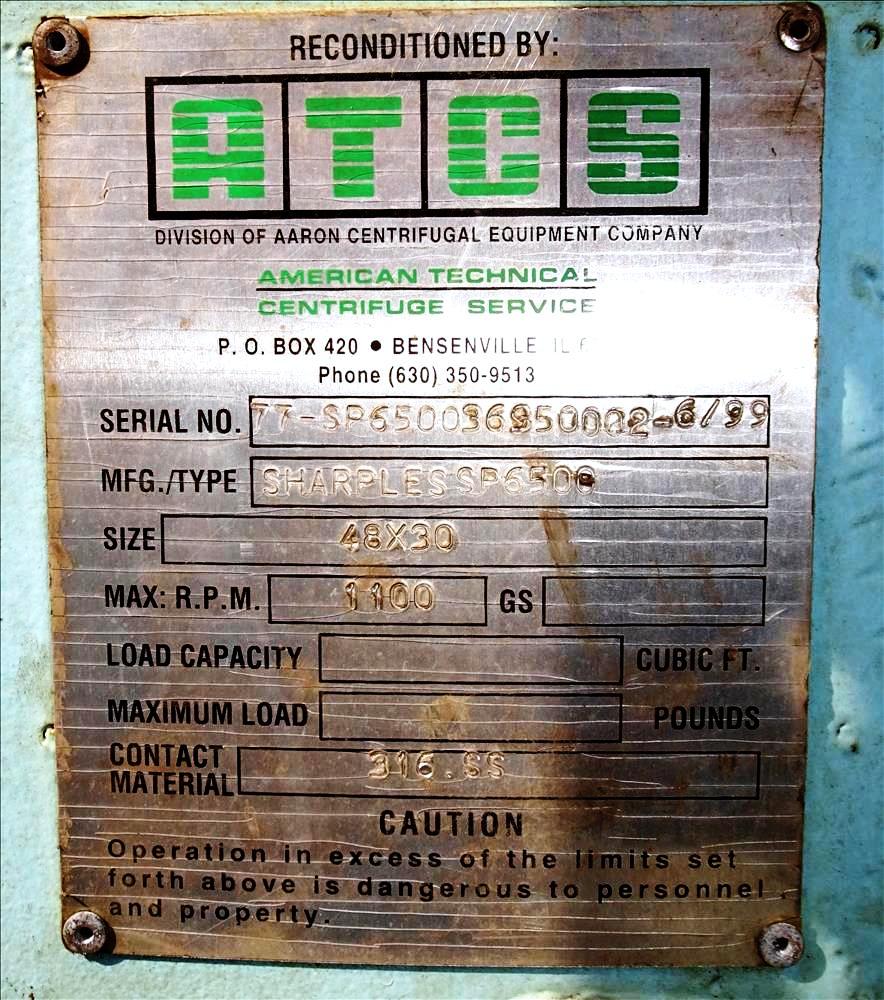 RECONDITIONED BY:
ATCS
DIVISION OF AARON CENTRIFUGAL EQUIPMENT COMPANY
AMERICAN TECHNICAL
CENTRIFUGE SERVICE
P. O. BOX 420 • BENSENVILLE IL
Phone (630) 350-9513
SERIAL NO.
MFG./TYPE SHARPLES SP6500
SIZE 48X30
MAX: R.P.M. 1100 GS
LOAD CAPACITY CUBIC FT.
MAXIMUM LOAD POUNDS
CONTACT
MATERIAL 316.SS
CAUTION
Operation in excess of the limits set
forth above is dangerous to personnel
and property.